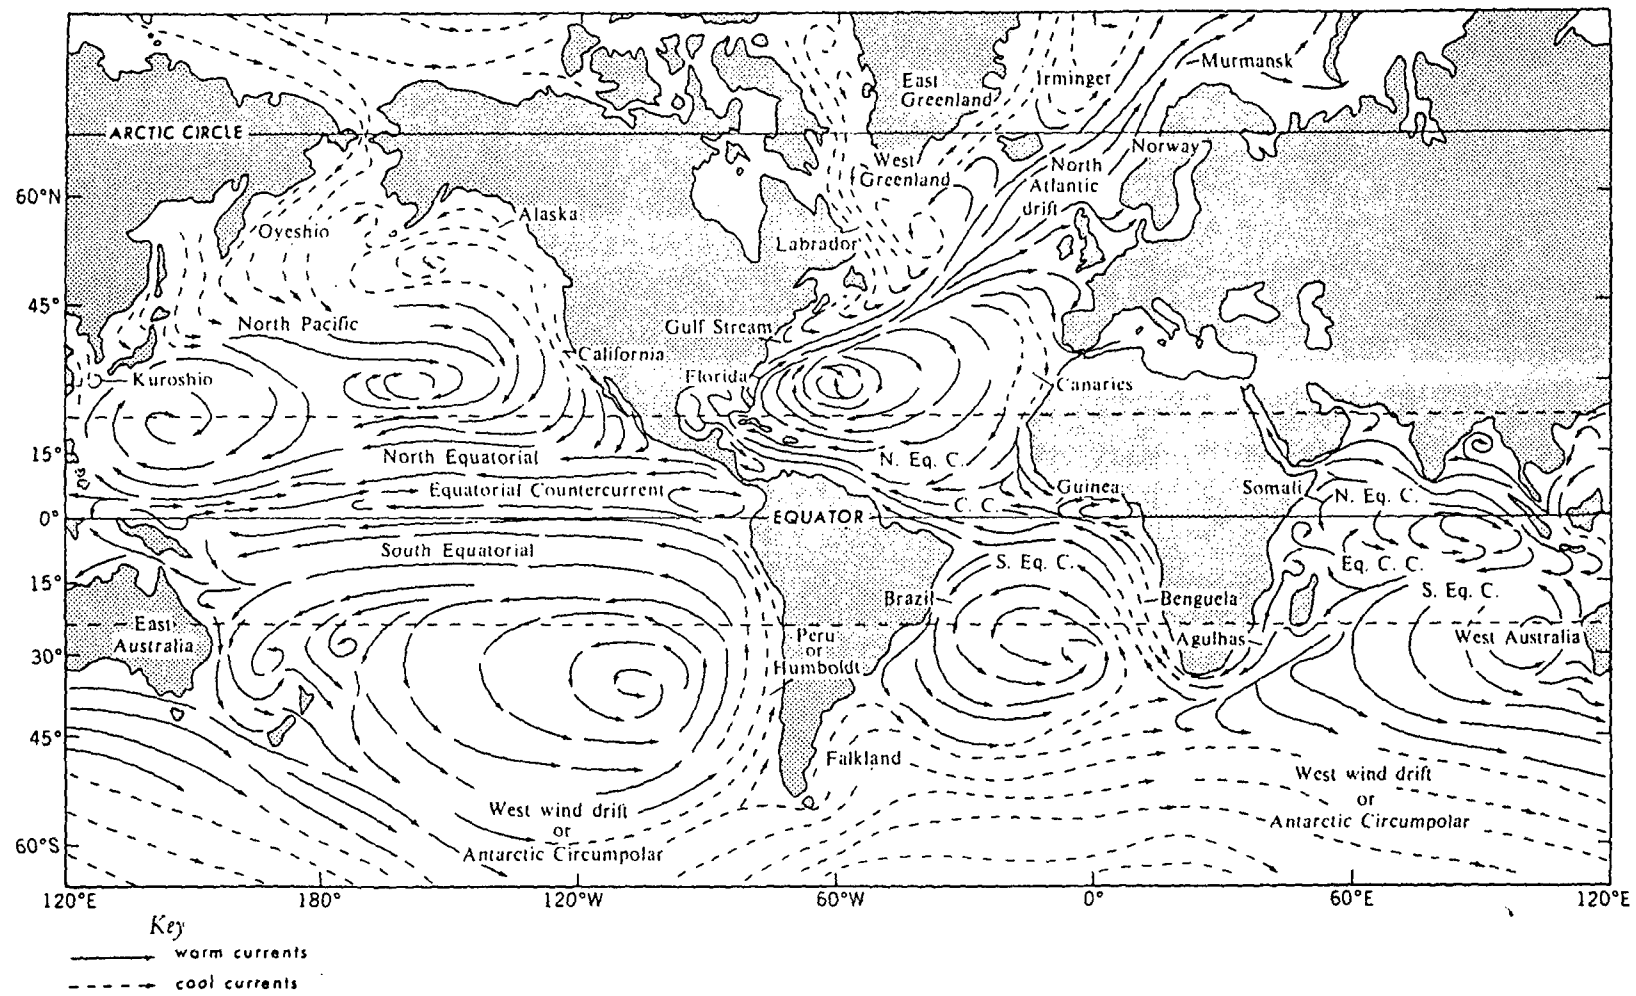 Murmansk
East
Greenland
Irminger
ARCTIC CIRCLE
Norway
West
Greenland
North
Atlantic
drift
60°N
Alaska
Oyeshio
Labrador
45°
North Pacific
Gulf Stream
California
Kuroshio
Florida
Canaries
15°
North Equatorial
N. Eq. C.
Equatorial Countercurrent
Guinea
Somali
N. Eq. C.
C. C.
0°
EQUATOR
South Equatorial
S. Eq. C.
Eq. C. C.
15°
Brazil
Benguela
S. Eq. C.
East
Australia
Peru
or
Humboldt
Agulhas
West Australia
30°
45°
Falkland
West wind drift
or
Antarctic Circumpolar
West wind drift
or
Antarctic Circumpolar
60°S
120°E
180°
120°W
60°W
0°
60°E
120°E
Key
warm currents
cool currents